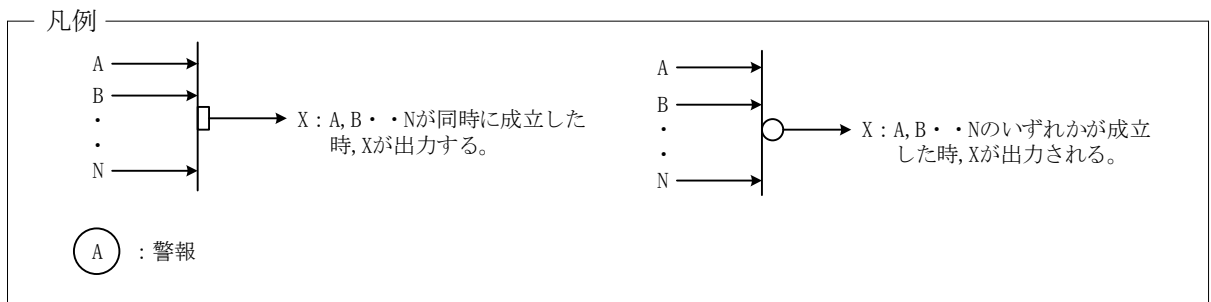 凡例
A
B
・
・
N
X：A,B・・Nが同時に成立した
時,Xが出力する。
A
B
・
・
N
X：A,B・・Nのいずれかが成立
した時,Xが出力される。
A
：警報